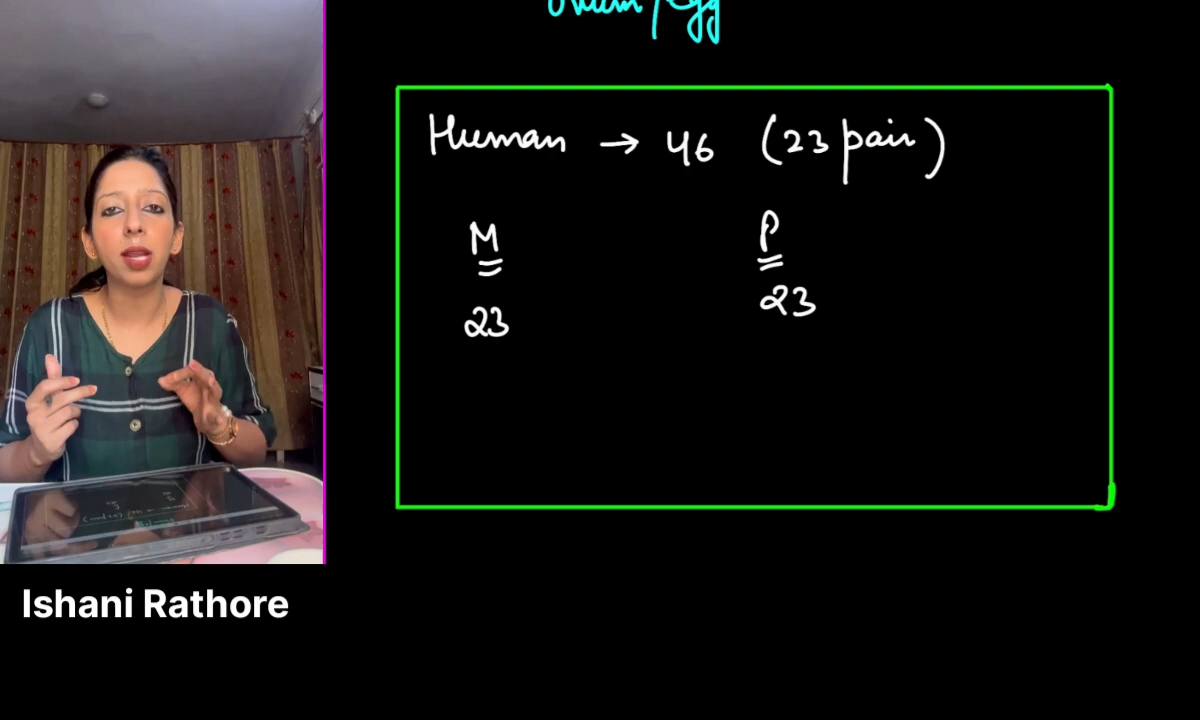 Human → 46 (23 pair)
M P
23 23
Ishani Rathore